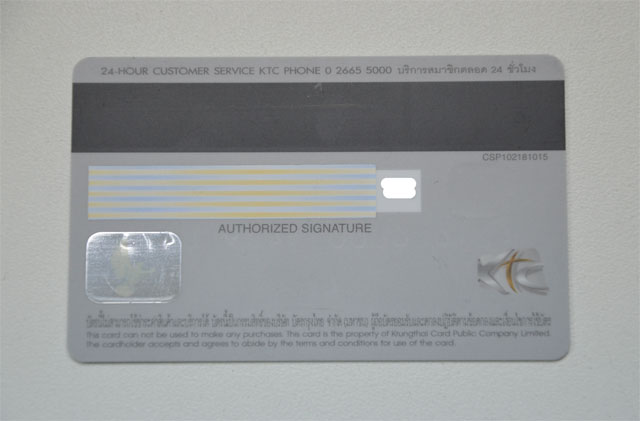 24-HOUR CUSTOMER SERVICE KTC PHONE 0 2665 5000 บริการสมาชิกตลอด 24 ชั่วโมง
CSP102181015
AUTHORIZED SIGNATURE
KTC
This card can not be used to make any purchases. This card is the property of Krungthai Card Public Company Limited.
The cardholder accepts and agrees to abide by the terms and conditions for use of the card.